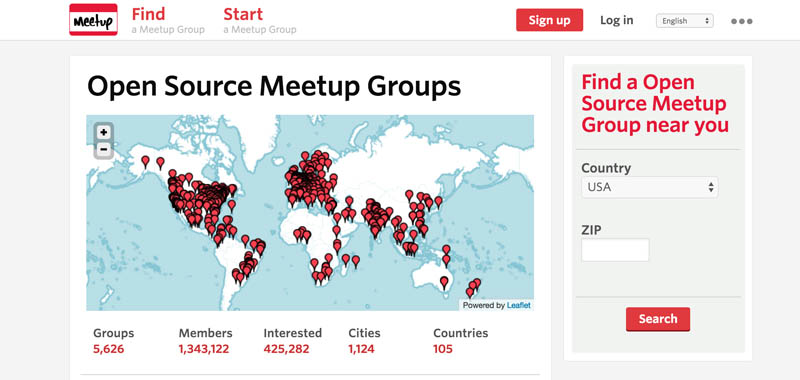 Meetup
Find
a Meetup Group
Start
a Meetup Group
Sign up
Log in
English
Open Source Meetup Groups
+
−
Powered by Leaflet
Groups
5,626
Members
1,343,122
Interested
425,282
Cities
1,124
Countries
105
Find a Open
Source Meetup
Group near you
Country
USA
ZIP
Search